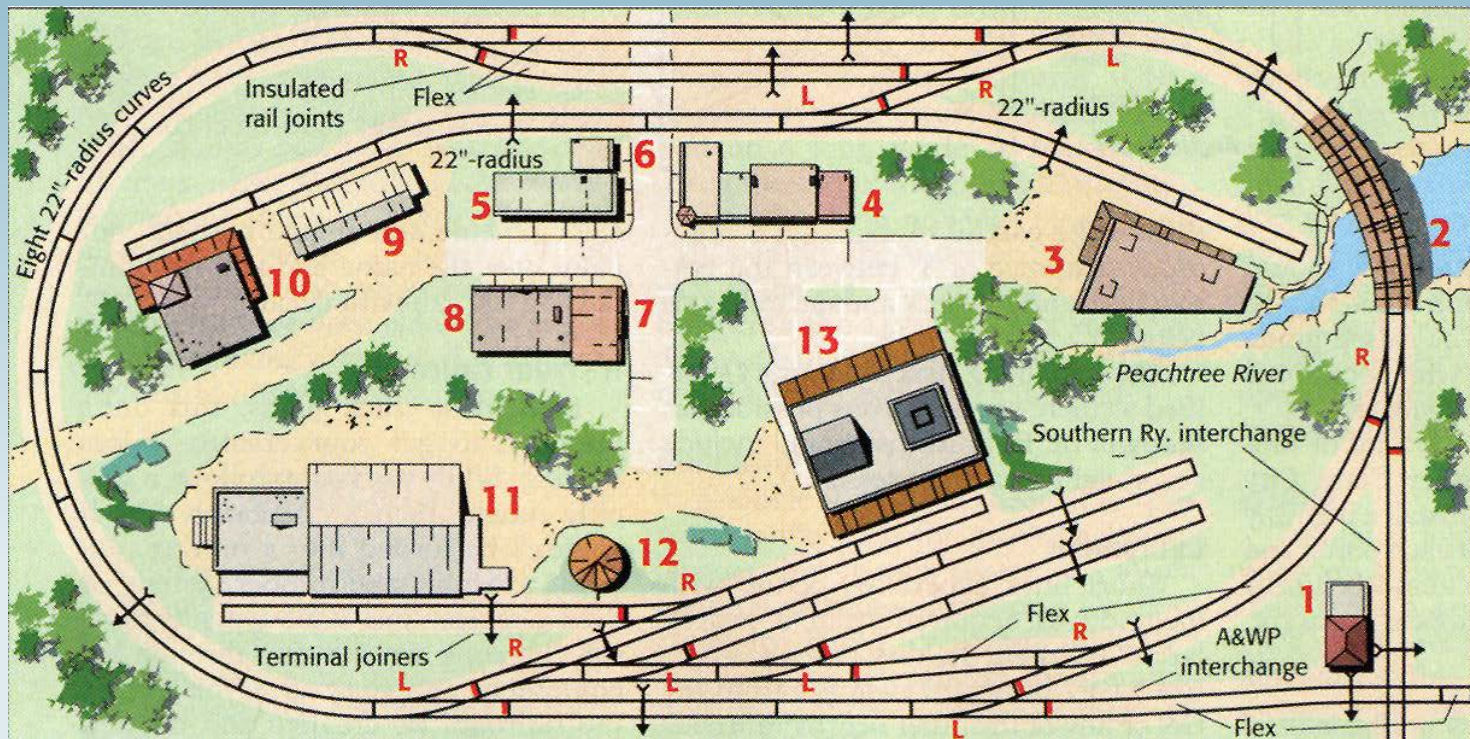 R
L
Insulated
rail joints
Flex
L
R
22"-radius
Eight 22"-radius curves
22"-radius
6
5
4
2
9
3
10
8
7
13
R
Peachtree River
Southern Ry. interchange
11
12
R
1
Flex
R
A&WP
interchange
Terminal joiners
R
L
L
L
L
Flex